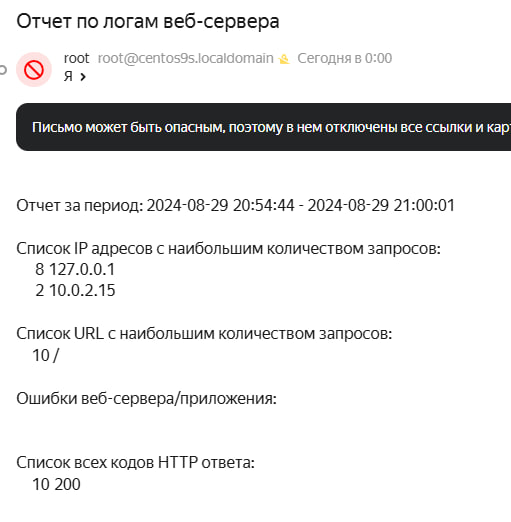 Отчет по логам веб-сервера
root root@centos9s.localdomain Сегодня в 0:00
Я
Письмо может быть опасным, поэтому в нем отключены все ссылки и кар
Отчет за период: 2024-08-29 20:54:44 - 2024-08-29 21:00:01
Список IP адресов с наибольшим количеством запросов:
8 127.0.0.1
2 10.0.2.15
Список URL с наибольшим количеством запросов:
10 /
Ошибки веб-сервера/приложения:
Список всех кодов HTTP ответа:
10 200